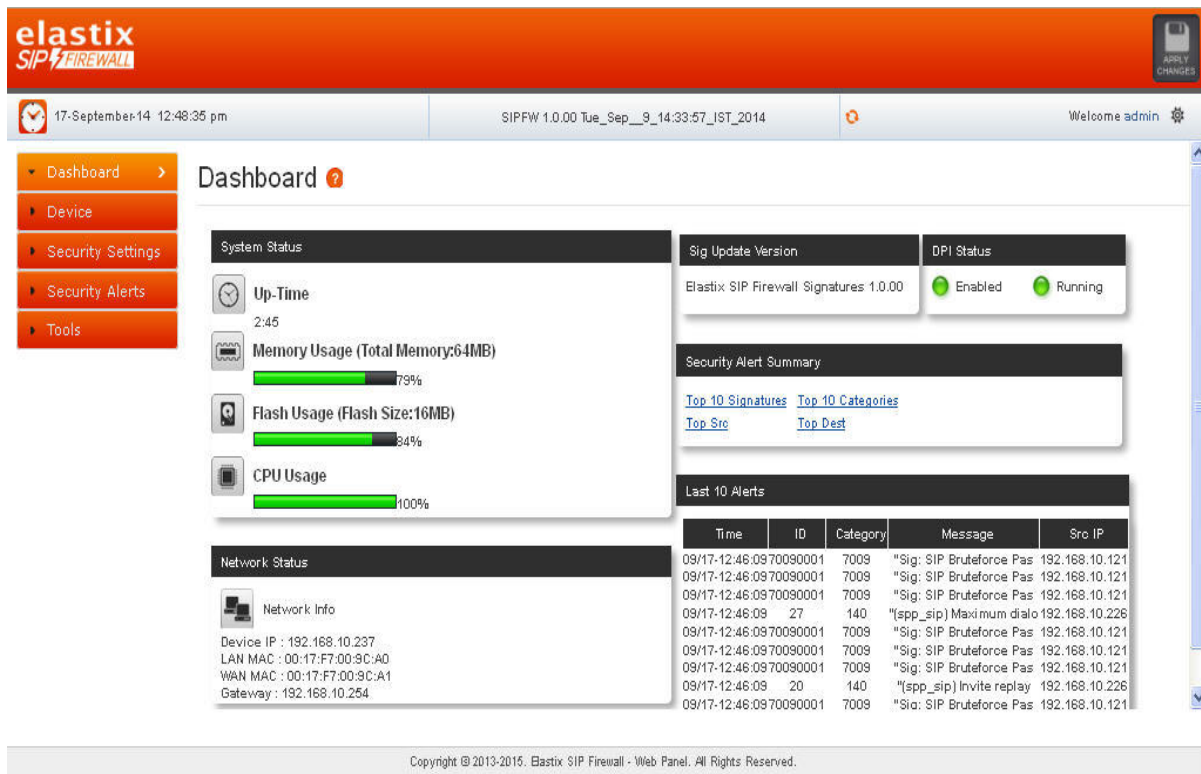 elastix
SIP FIREWALL
APPLY
CHANGES
17-September-14 12:48:35 pm
SIPFW 1.0.00 Tue_Sep__9_14:33:57_IST_2014
Welcome admin
Dashboard
Device
Security Settings
Security Alerts
Tools
Dashboard ?
System Status
Up-Time
2:45
Memory Usage (Total Memory:64MB)
79%
Flash Usage (Flash Size:16MB)
84%
CPU Usage
100%
Network Status
Network Info
Device IP : 192.168.10.237
LAN MAC : 00:17:F7:00:9C:A0
WAN MAC : 00:17:F7:00:9C:A1
Gateway : 192.168.10.254
Sig Update Version
Elastix SIP Firewall Signatures 1.0.00
DPI Status
Enabled Running
Security Alert Summary
Top 10 Signatures Top 10 Categories
Top Src Top Dest
Last 10 Alerts
Time ID Category Message Src IP
09/17-12:46:09 70090001 7009 "Sig: SIP Bruteforce Pas 192.168.10.121
09/17-12:46:09 70090001 7009 "Sig: SIP Bruteforce Pas 192.168.10.121
09/17-12:46:09 70090001 7009 "Sig: SIP Bruteforce Pas 192.168.10.121
09/17-12:46:09 27 140 "(spp_sip) Maximum dialo 192.168.10.226
09/17-12:46:09 70090001 7009 "Sig: SIP Bruteforce Pas 192.168.10.121
09/17-12:46:09 70090001 7009 "Sig: SIP Bruteforce Pas 192.168.10.121
09/17-12:46:09 70090001 7009 "Sig: SIP Bruteforce Pas 192.168.10.121
09/17-12:46:09 20 140 "(spp_sip) Invite replay 192.168.10.226
09/17-12:46:09 70090001 7009 "Sig: SIP Bruteforce Pas 192.168.10.121
Copyright © 2013-2015. Elastix SIP Firewall - Web Panel. All Rights Reserved.